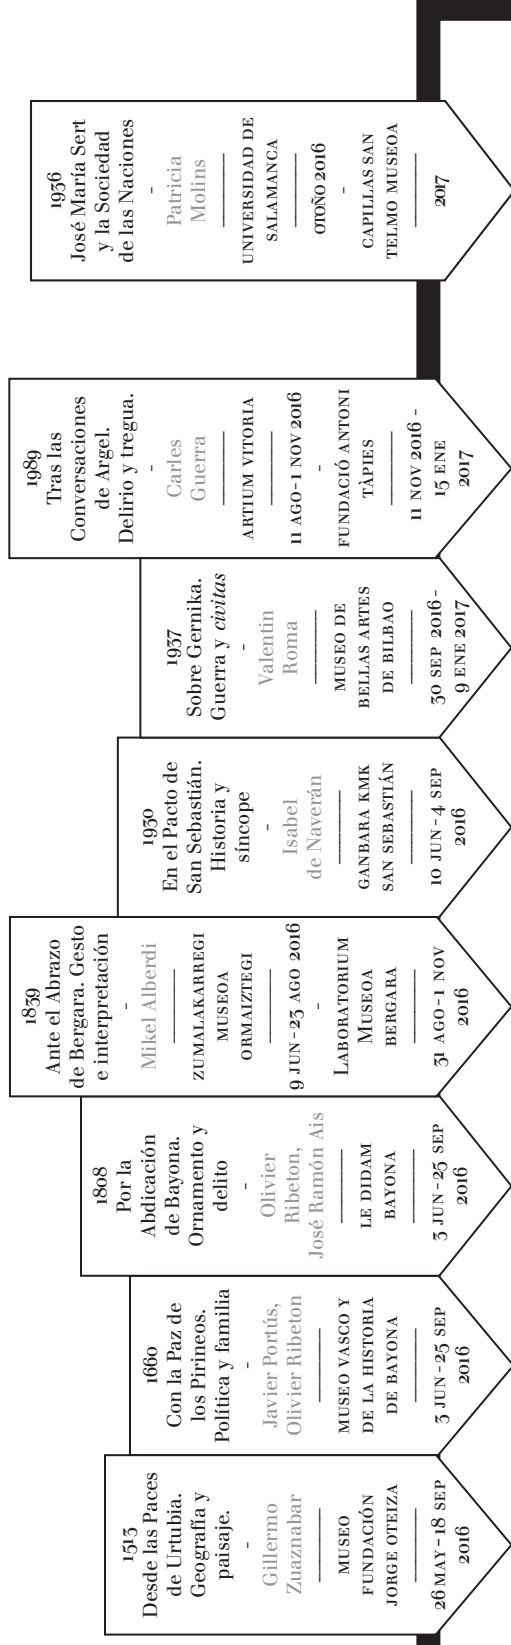 1513
Desde las Paces
de Urtubia.
Geografía y
paisaje.
-
Gillermo
Zuaznabar
MUSEO
FUNDACIÓN
JORGE OTEIZA
26 MAY-18 SEP
2016
1660
Con la Paz de
los Pirineos.
Política y familia
-
Javier Portús,
Olivier Ribeton
MUSEO VASCO Y
DE LA HISTORIA
DE BAYONA
3 JUN-25 SEP
2016
1808
Por la
Abdicación
de Bayona.
Ornamento y
delito
-
Olivier
Ribeton,
José Ramón Ais
LE DIDAM
BAYONA
3 JUN-25 SEP
2016
1839
Ante el Abrazo
de Bergara. Gesto
e interpretación
-
Mikel Alberdi
ZUMALAKARREGI
MUSEOA
ORMAIZTEGI
9 JUN-23 AGO 2016
-
LABORATORIUM
MUSEOA
BERGARA
31 AGO-1 NOV
2016
1930
En el Pacto de
San Sebastián.
Historia y
síncope
-
Isabel
de Naverán
GANBARA KMK
SAN SEBASTIÁN
10 JUN-4 SEP
2016
1937
Sobre Gernika.
Guerra y civitas
-
Valentin
Roma
MUSEO DE
BELLAS ARTES
DE BILBAO
30 SEP 2016-
9 ENE 2017
1989
Tras las
Conversaciones
de Argel.
Delirio y tregua.
-
Carles
Guerra
ARTIUM VITORIA
11 AGO-1 NOV 2016
-
FUNDACIÓ ANTONI
TÀPIES
11 NOV 2016 -
15 ENE
2017
1936
José María Sert
y la Sociedad
de las Naciones
-
Patricia
Molins
UNIVERSIDAD DE
SALAMANCA
OTOÑO 2016
-
CAPILLAS SAN
TELMO MUSEOA
2017